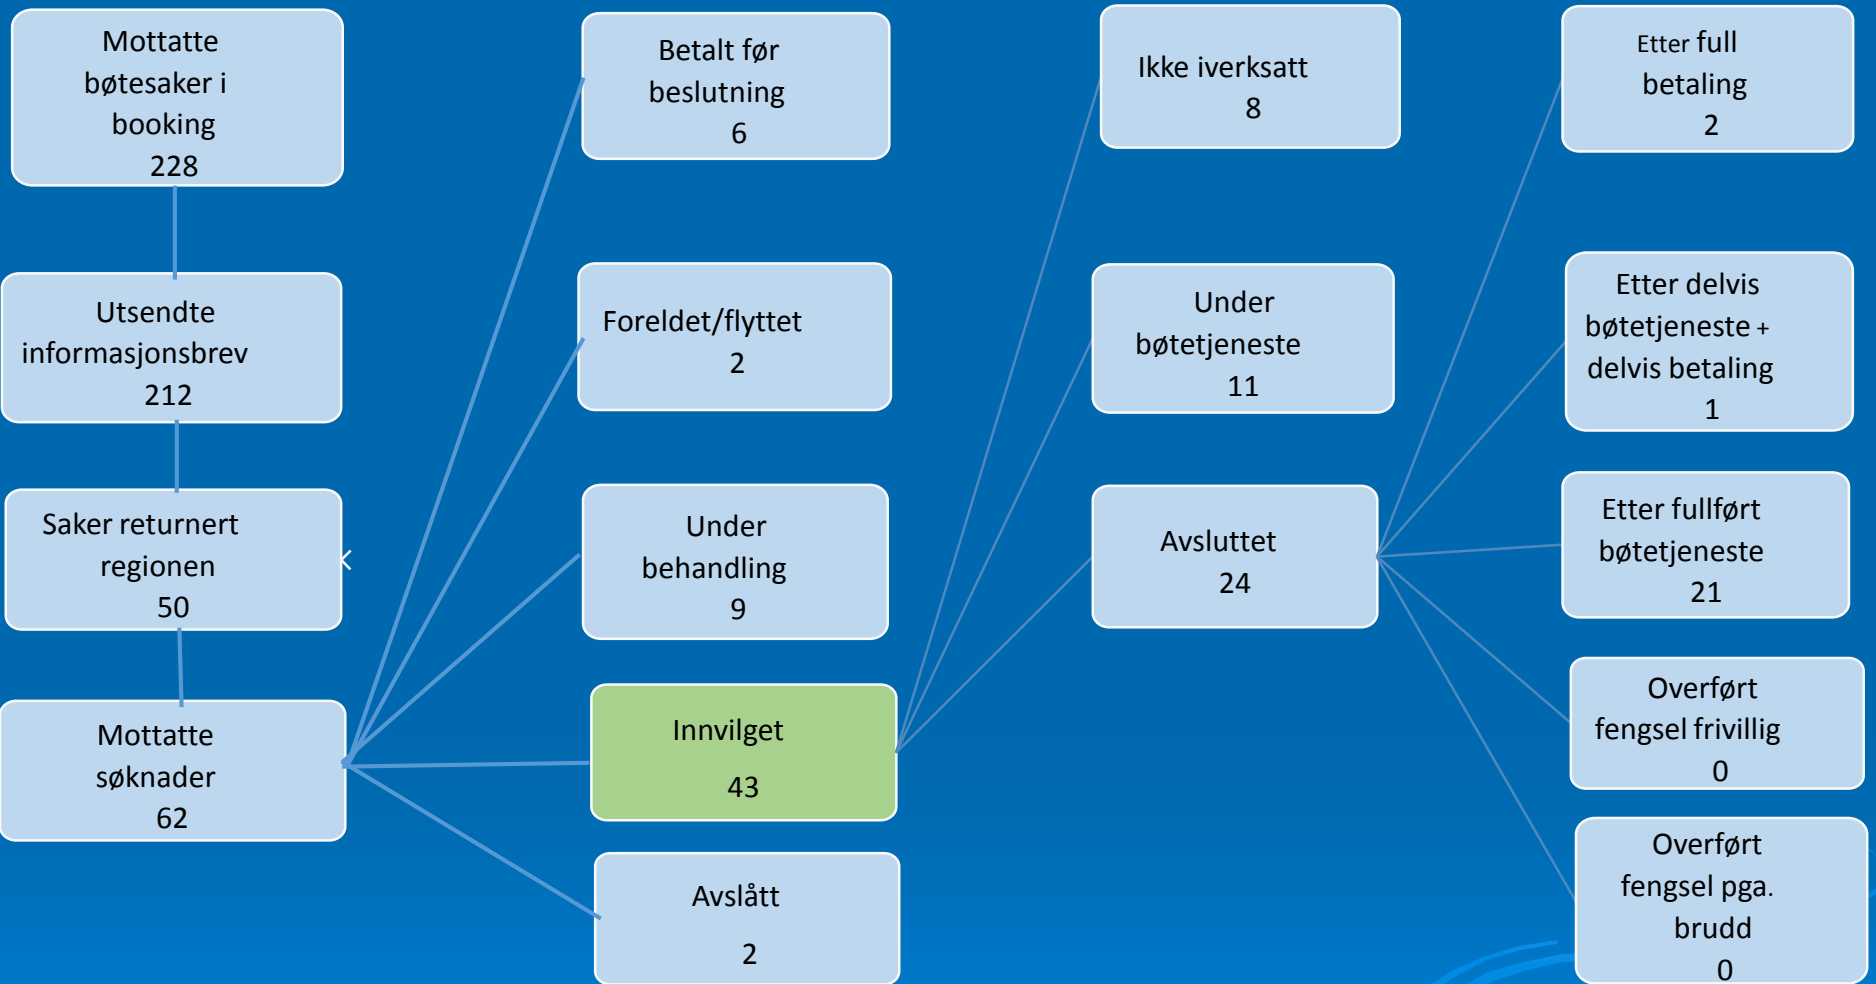 Mottatte
bøtesaker i
booking
228
Utsendte
informasjonsbrev
212
Saker returnert
regionen
50
Mottatte
søknader
62
Betalt før
beslutning
6
Foreldet/flyttet
2
Under
behandling
9
Innvilget
43
Avslått
2
Ikke iverksatt
8
Under
bøtetjeneste
11
Avsluttet
24
Etter full
betaling
2
Etter delvis
bøtetjeneste +
delvis betaling
1
Etter fullført
bøtetjeneste
21
Overført
fengsel frivillig
0
Overført
fengsel pga.
brudd
0